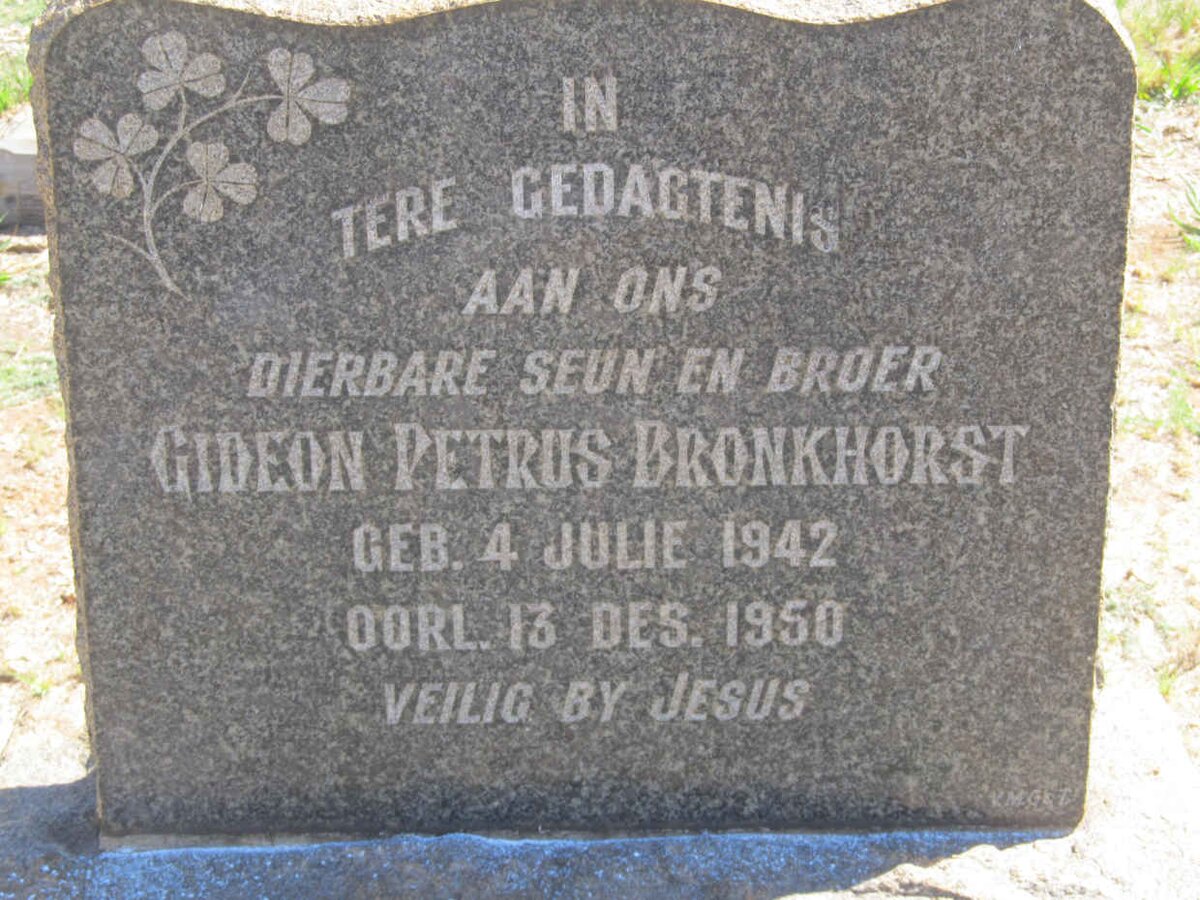 IN
TERE GEDAGTENIS
AAN ONS
DIERBARE SEUN EN BROER
GIDEON PETRUS BRONKHORST
GEB. 4 JULIE 1942
OORL. 13 DES. 1950
VEILIG BY JESUS